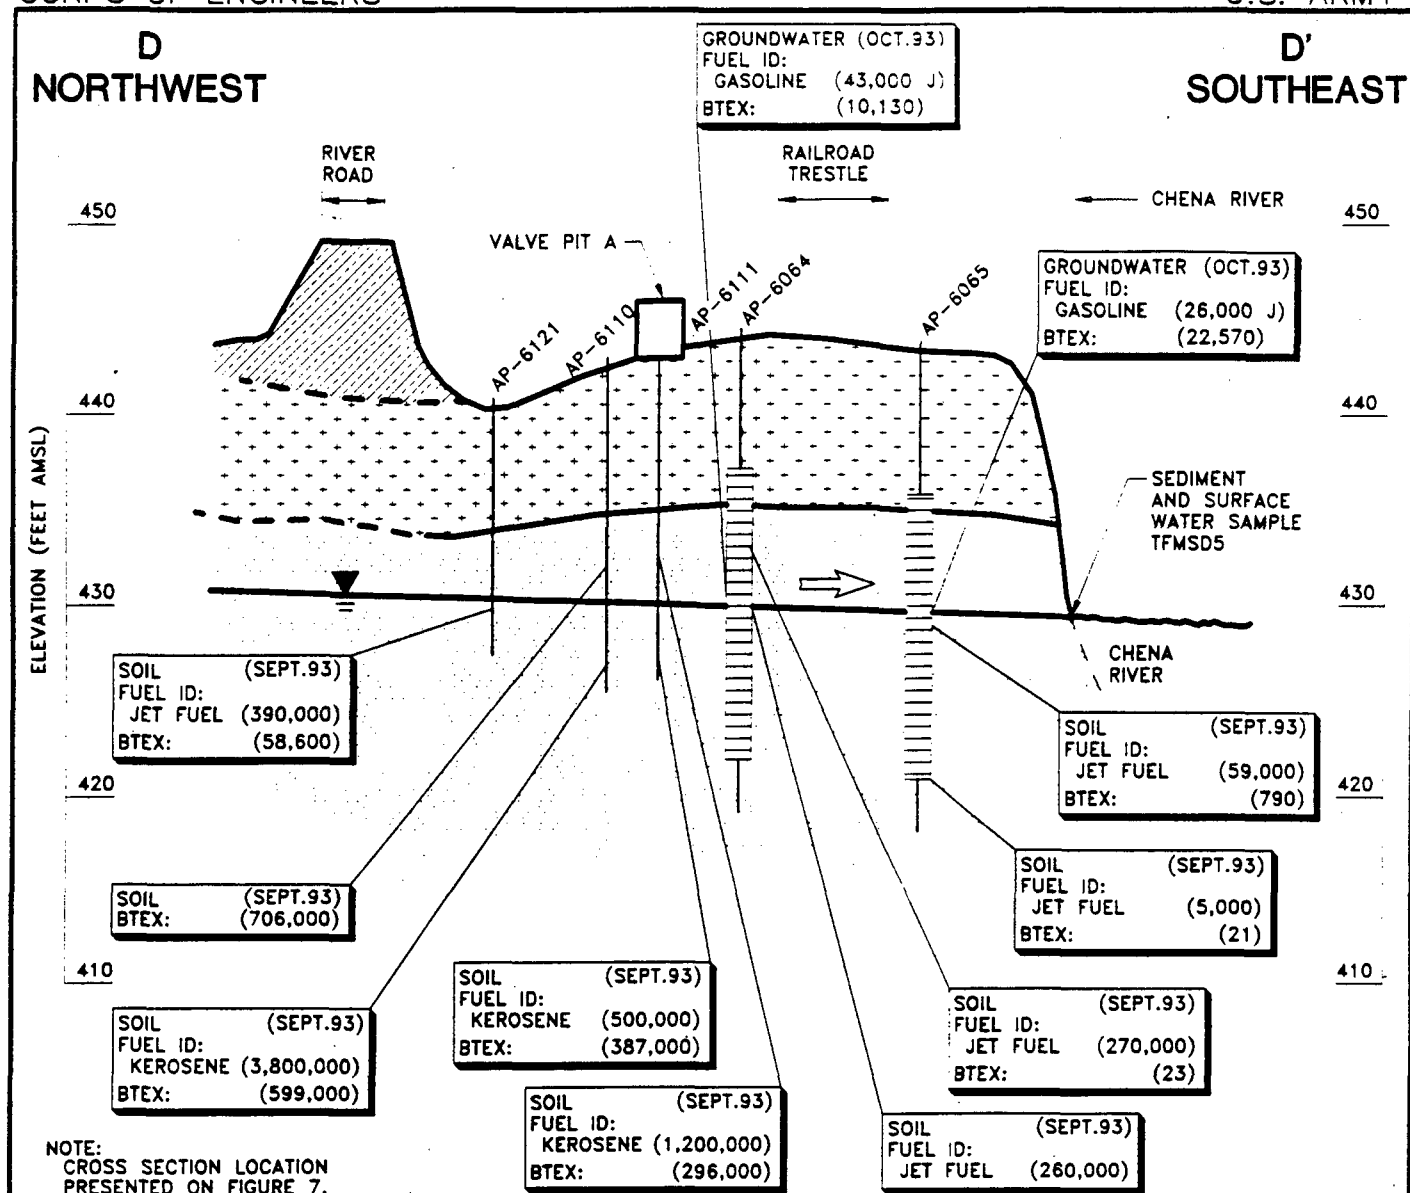 CORPS OF ENGINEERS
U.S. ARMY
D
NORTHWEST
D'
SOUTHEAST
GROUNDWATER (OCT.93)
FUEL ID:
GASOLINE (43,000 J)
BTEX: (10,130)
RIVER
ROAD
RAILROAD
TRESTLE
CHENA RIVER
450
450
VALVE PIT A
AP-6121
AP-6110
AP-6111
AP-6064
AP-6065
GROUNDWATER (OCT.93)
FUEL ID:
GASOLINE (26,000 J)
BTEX: (22,570)
440
440
ELEVATION (FEET AMSL)
SEDIMENT
AND SURFACE
WATER SAMPLE
TFMSD5
430
430
CHENA
RIVER
SOIL (SEPT.93)
FUEL ID:
JET FUEL (390,000)
BTEX: (58,600)
SOIL (SEPT.93)
FUEL ID:
JET FUEL (59,000)
BTEX: (790)
420
420
SOIL (SEPT.93)
BTEX: (706,000)
SOIL (SEPT.93)
FUEL ID:
JET FUEL (5,000)
BTEX: (21)
410
410
SOIL (SEPT.93)
FUEL ID:
KEROSENE (500,000)
BTEX: (387,000)
SOIL (SEPT.93)
FUEL ID:
JET FUEL (270,000)
BTEX: (23)
SOIL (SEPT.93)
FUEL ID:
KEROSENE (3,800,000)
BTEX: (599,000)
SOIL (SEPT.93)
FUEL ID:
KEROSENE (1,200,000)
BTEX: (296,000)
SOIL (SEPT.93)
FUEL ID:
JET FUEL (260,000)
NOTE:
CROSS SECTION LOCATION
PRESENTED ON FIGURE 7.